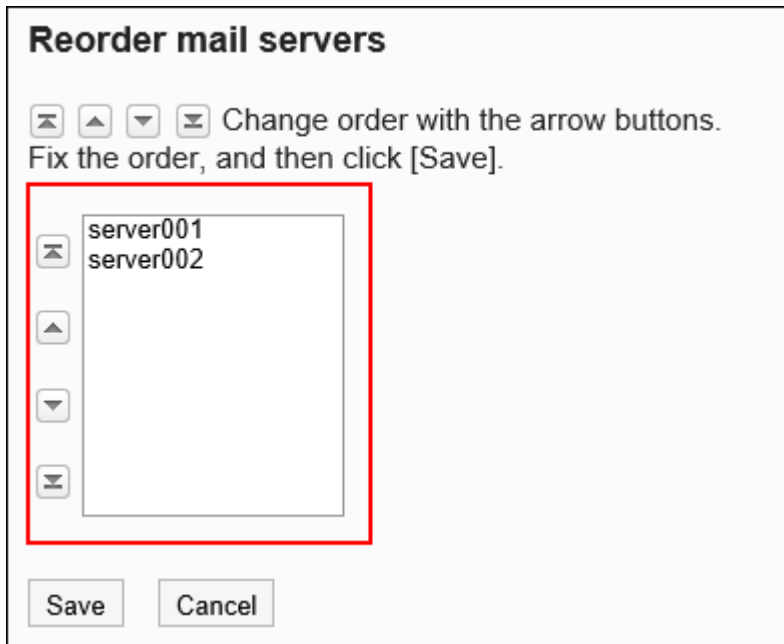 Reorder mail servers
Change order with the arrow buttons.
Fix the order, and then click [Save].
server001
server002
Save
Cancel